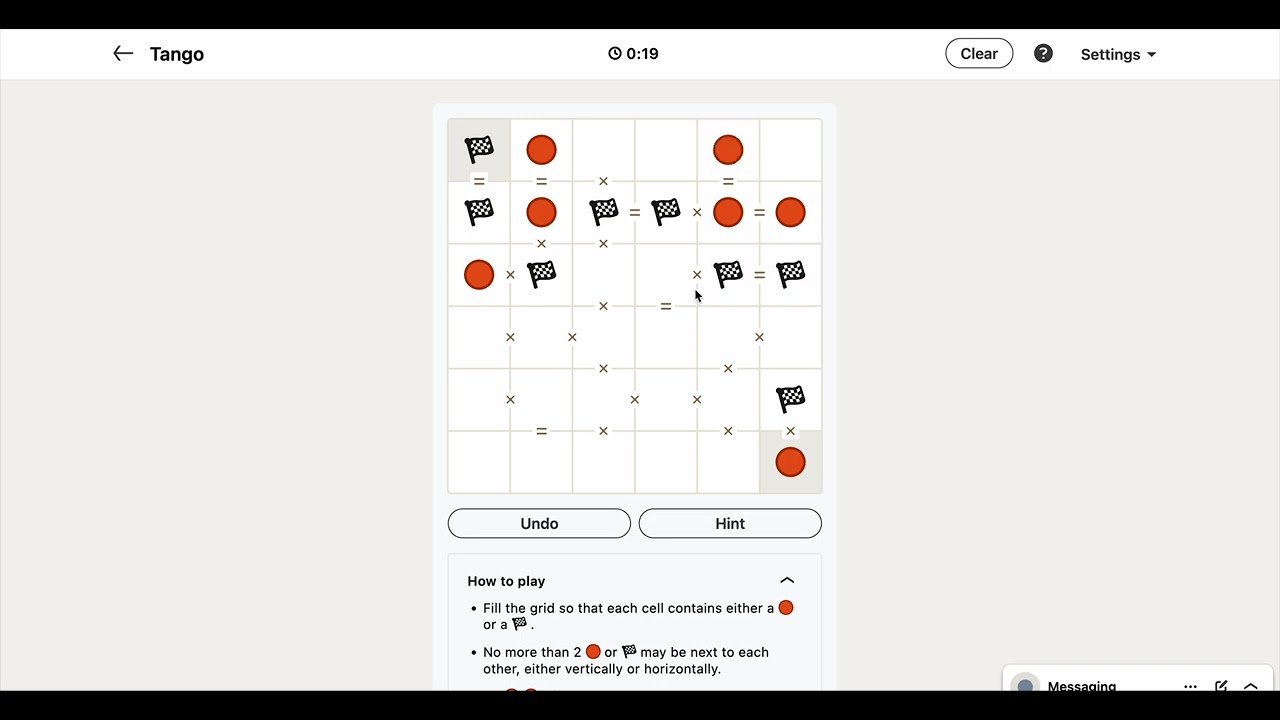 Tango
0:19
Clear
?
Settings
= = × =
= × =
× ×
× × =
× =
× × ×
× ×
× × ×
= × × ×
Undo
Hint
How to play
• Fill the grid so that each cell contains either a
or a .
• No more than 2 or may be next to each
other, either vertically or horizontally.
Messaging